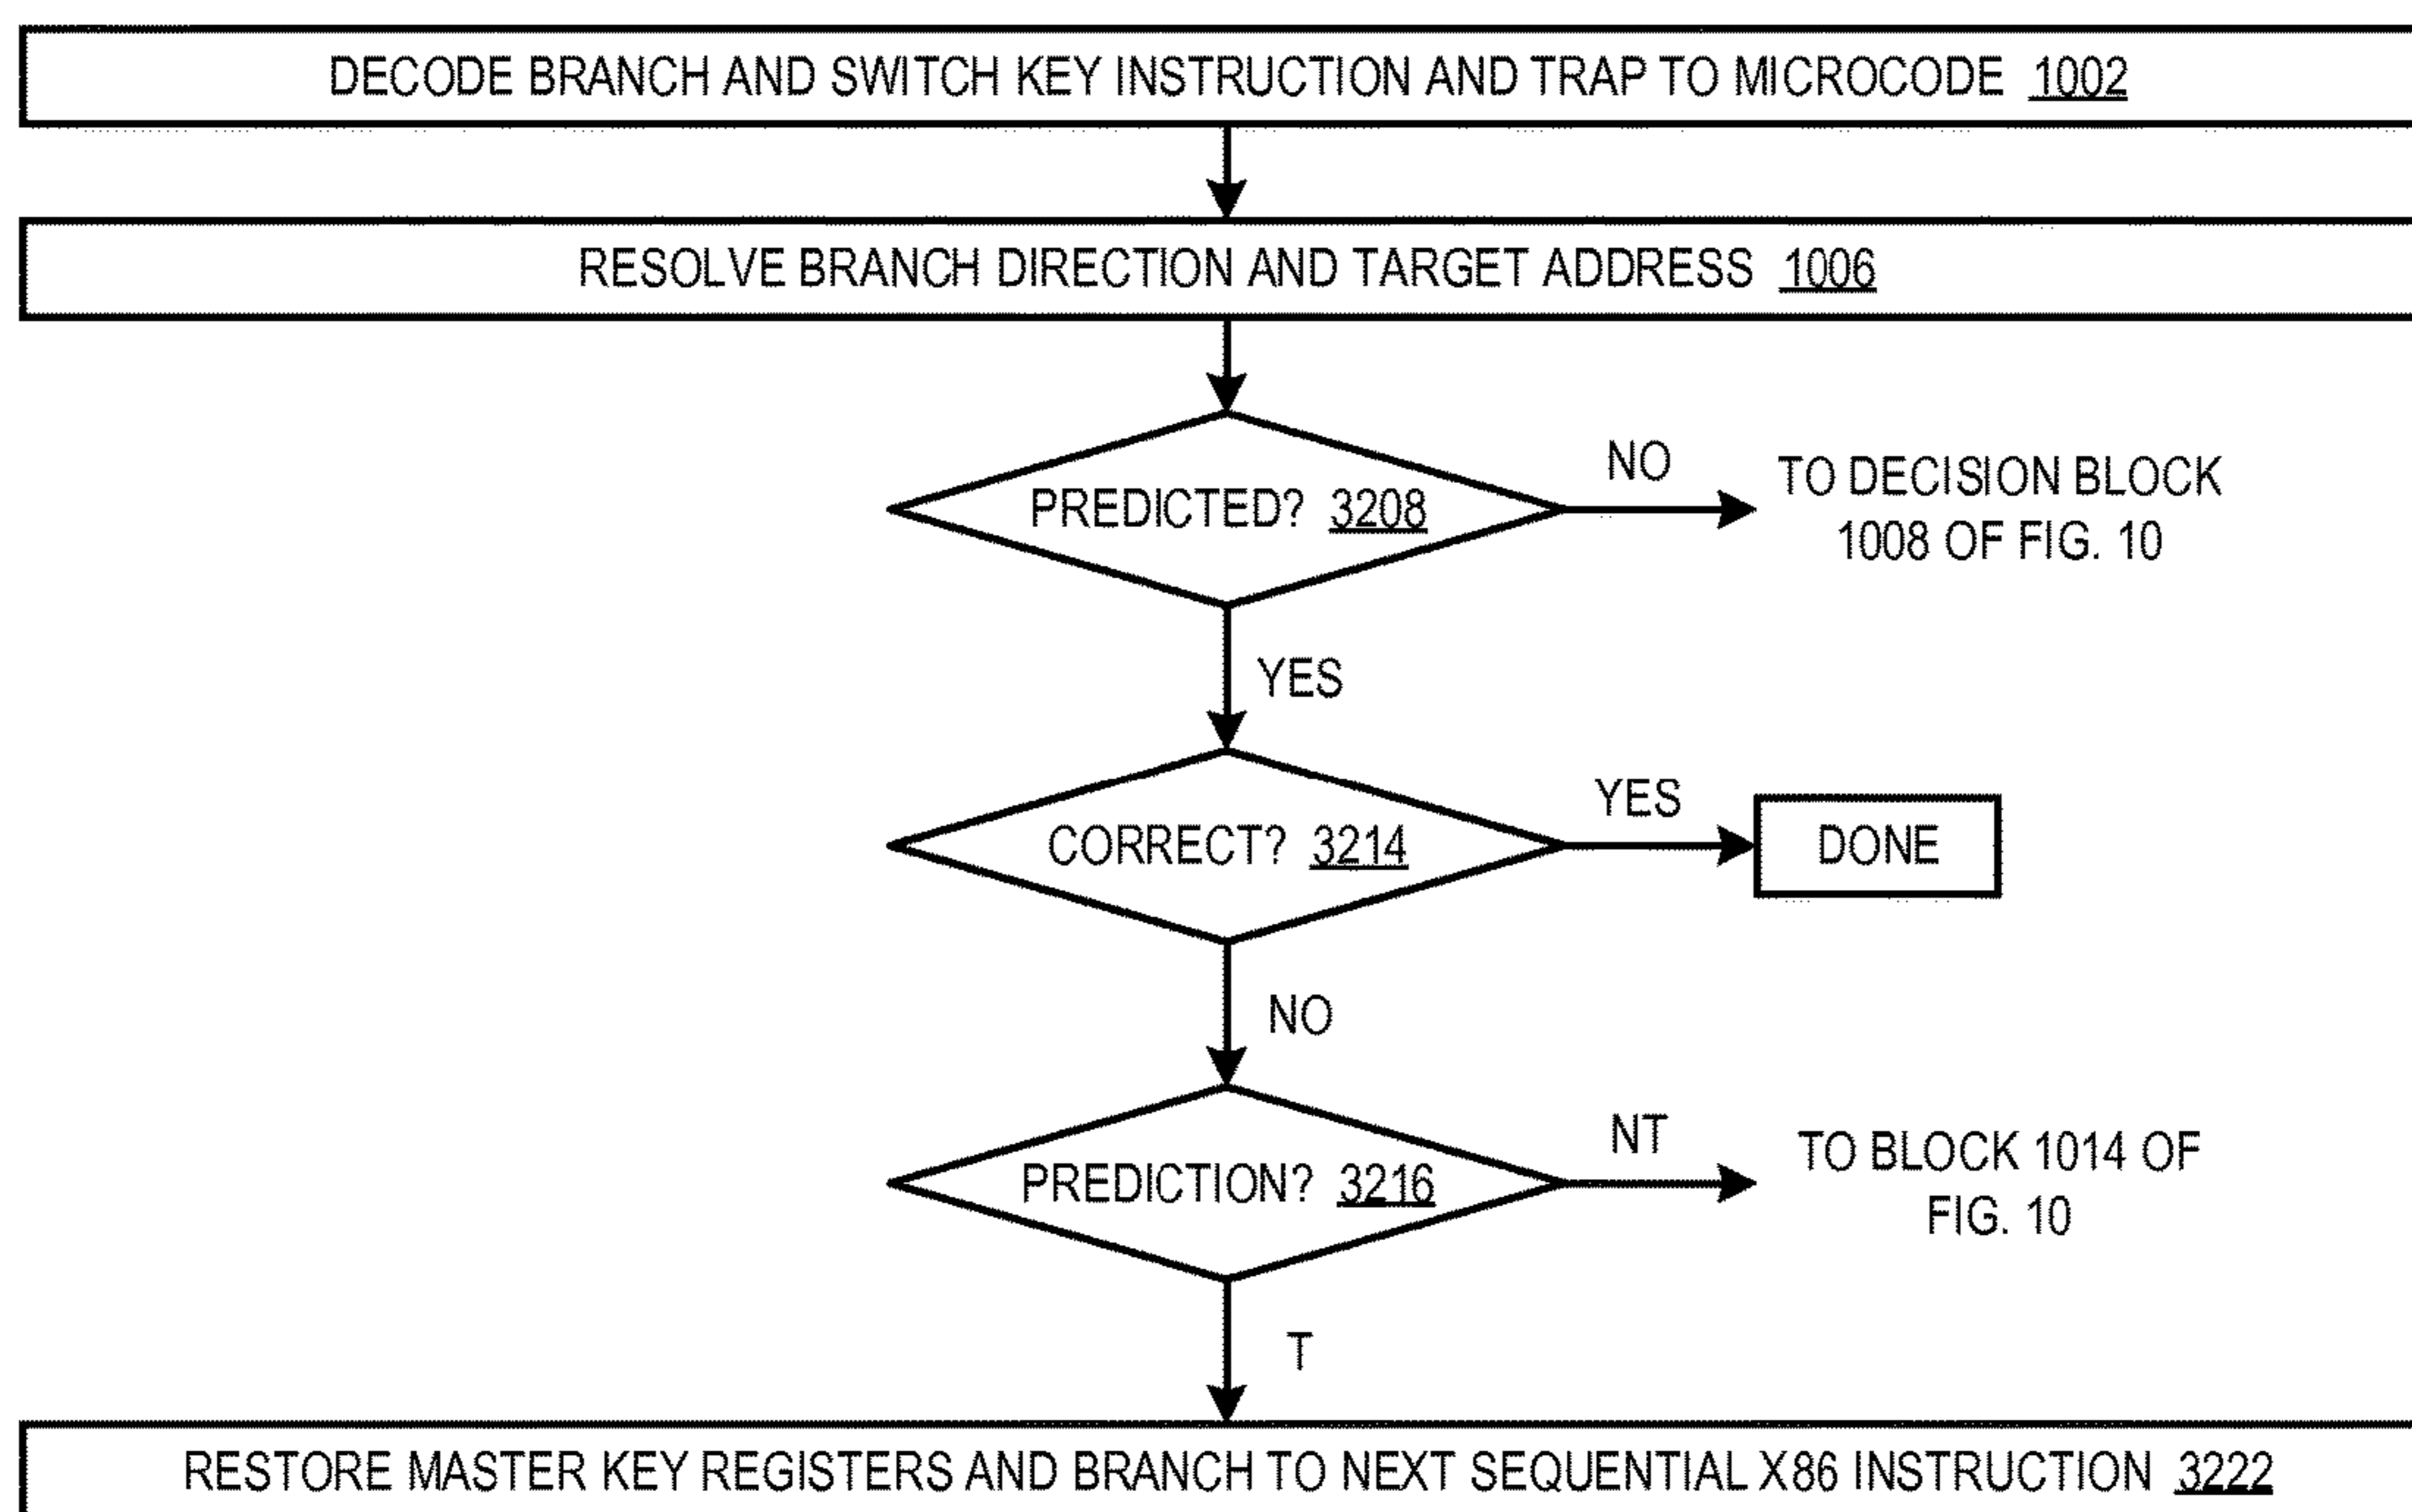 DECODE BRANCH AND SWITCH KEY INSTRUCTION AND TRAP TO MICROCODE 1002
RESOLVE BRANCH DIRECTION AND TARGET ADDRESS 1006
PREDICTED? 3208
NO
TO DECISION BLOCK
1008 OF FIG. 10
YES
CORRECT? 3214
YES
DONE
NO
PREDICTION? 3216
NT
TO BLOCK 1014 OF
FIG. 10
T
RESTORE MASTER KEY REGISTERS AND BRANCH TO NEXT SEQUENTIAL X86 INSTRUCTION 3222